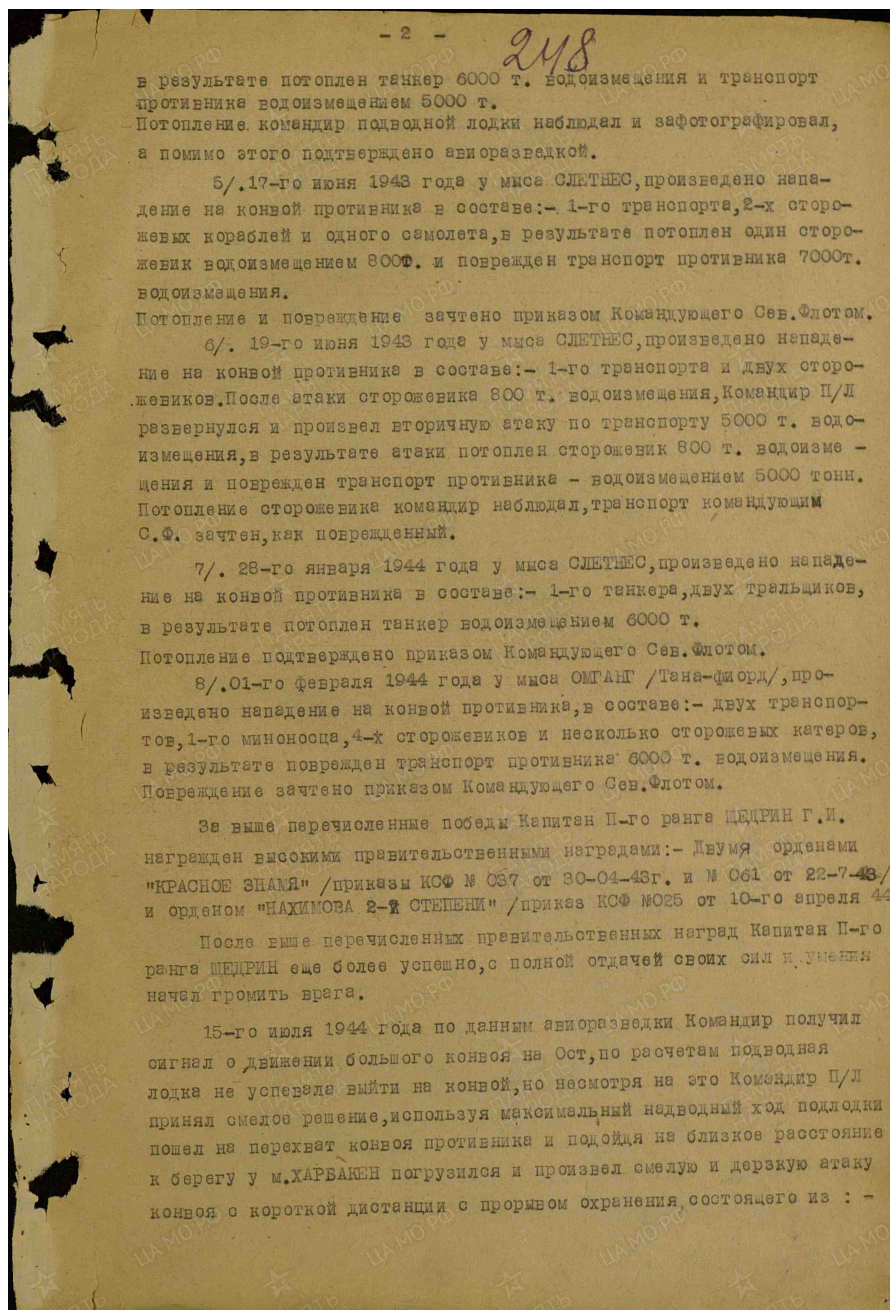 - 2 -
248
в результате потоплен танкер 6000 т. водоизмещения и транспорт
противника водоизмещением 5000 т.
Потопление командир подводной лодки наблюдал и зафотографировал,
а помимо этого подтверждено авиоразведкой.
5/.17-го июня 1943 года у мыса СЛЕТНЕС,произведено напа-
дение на конвой противника в составе:- 1-го транспорта,2-х сторо-
жевых кораблей и одного самолета,в результате потоплен один сторо-
жевик водоизмещением 800т. и поврежден транспорт противника 7000т.
водоизмещения.
Потопление и повреждение зачтено приказом Командующего Сев.Флотом.
6/. 19-го июня 1943 года у мыса СЛЕТНЕС,произведено нападе-
ние на конвой противника в составе:- 1-го транспорта и двух сторо-
жевиков.После атаки сторожевика 800 т. водоизмещения,Командир П/Л
развернулся и произвел вторичную атаку по транспорту 5000 т. водо-
измещения,в результате атаки потоплен сторожевик 800 т. водоизме -
щения и поврежден транспорт противника - водоизмещением 5000 тонн.
Потопление сторожевика командир наблюдал,транспорт командующим
С.Ф. зачтен,как поврежденный.
7/. 28-го января 1944 года у мыса СЛЕТНЕС,произведено нападе-
ние на конвой противника в составе:- 1-го танкера,двух тральщиков,
в результате потоплен танкер водоизмещением 6000 т.
Потопление подтверждено приказом Командующего Сев.Флотом.
8/.01-го февраля 1944 года у мыса ОМГАНГ /Тана-фиорд/,про-
изведено нападение на конвой противника,в составе:- двух транспор-
тов,1-го миноносца,4-х сторожевиков и несколько сторожевых катеров,
в результате поврежден транспорт противника 6000 т. водоизмещения.
Повреждение зачтено приказом Командующего Сев.Флотом.
За выше перечисленные победы Капитан П-го ранга ЩЕДРИН Г.И.
награжден высокими правительственными наградами:- Двумя орденами
"КРАСНОЕ ЗНАМЯ" /приказы КСФ № 037 от 30-04-43г. и № 061 от 22-7-43/
и орденом "НАХИМОВА 2-й СТЕПЕНИ" /приказ КСФ №025 от 10-го апреля 44
После выше перечисленных правительственных наград Капитан П-го
ранга ЩЕДРИН еще более успешно,с полной отдачей своих сил и умения
начал громить врага.
15-го июля 1944 года по данным авиоразведки Командир получил
сигнал о движении большого конвоя на Ост,по расчетам подводная
лодка не успевала выйти на конвой,но несмотря на это Командир П/Л
принял смелое решение,используя максимальный надводный ход подлодки
пошел на перехват конвоя противника и подойдя на близкое расстояние
к берегу у м.ХАРБАКЕН погрузился и произвел смелую и дерзкую атаку
конвоя с короткой дистанции с прорывом охранения,состоящего из : -